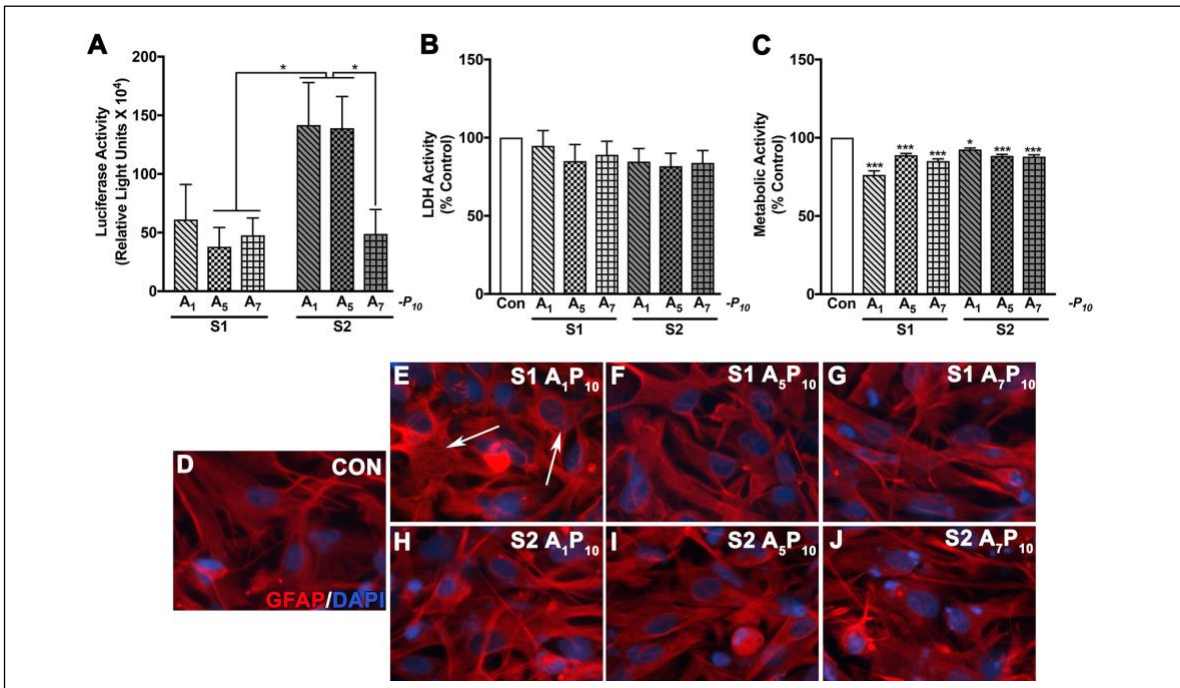 A
Luciferase Activity
(Relative Light Units X 10⁴)
200
150
100
50
0
*
*
A₁ A₅ A₇ A₁ A₅ A₇ -P₁₀
S1 S2
B
LDH Activity
(% Control)
150
100
50
0
Con A₁ A₅ A₇ A₁ A₅ A₇ -P₁₀
S1 S2
C
Metabolic Activity
(% Control)
150
100
50
0
*** *** *** * *** ***
Con A₁ A₅ A₇ A₁ A₅ A₇ -P₁₀
S1 S2
D CON
GFAP/DAPI
E S1 A₁P₁₀
F S1 A₅P₁₀
G S1 A₇P₁₀
H S2 A₁P₁₀
I S2 A₅P₁₀
J S2 A₇P₁₀